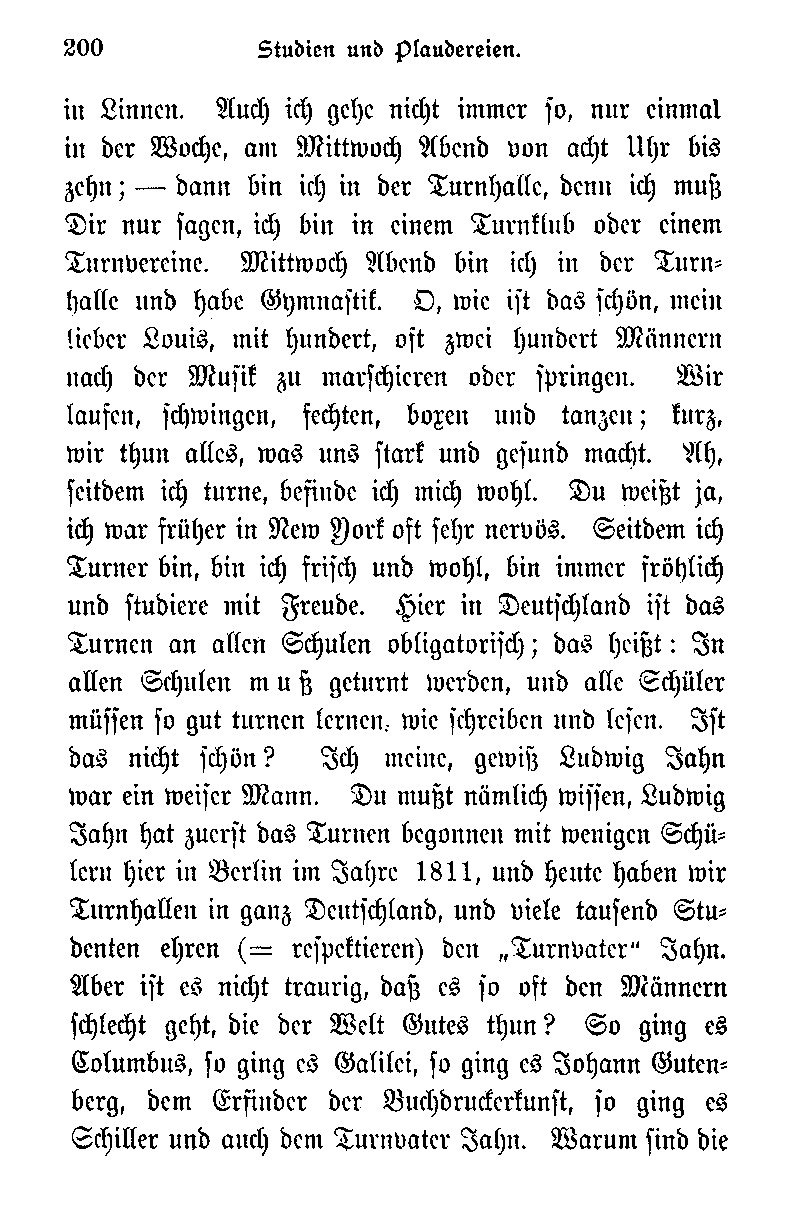 200 Studien und Plaudereien.
in Linnen. Auch ich gehe nicht immer so, nur einmal
in der Woche, am Mittwoch Abend von acht Uhr bis
zehn; — dann bin ich in der Turnhalle, denn ich muß
Dir nur sagen, ich bin in einem Turnklub oder einem
Turnvereine. Mittwoch Abend bin ich in der Turn-
halle und habe Gymnastik. O, wie ist das schön, mein
lieber Louis, mit hundert, oft zwei hundert Männern
nach der Musik zu marschieren oder springen. Wir
laufen, schwingen, fechten, boxen und tanzen; kurz,
wir thun alles, was uns stark und gesund macht. Ah,
seitdem ich turne, befinde ich mich wohl. Du weißt ja,
ich war früher in New York oft sehr nervös. Seitdem ich
Turner bin, bin ich frisch und wohl, bin immer fröhlich
und studiere mit Freude. Hier in Deutschland ist das
Turnen an allen Schulen obligatorisch; das heißt: In
allen Schulen muß geturnt werden, und alle Schüler
müssen so gut turnen lernen, wie schreiben und lesen. Ist
das nicht schön? Ich meine, gewiß Ludwig Jahn
war ein weiser Mann. Du mußt nämlich wissen, Ludwig
Jahn hat zuerst das Turnen begonnen mit wenigen Schü-
lern hier in Berlin im Jahre 1811, und heute haben wir
Turnhallen in ganz Deutschland, und viele tausend Stu-
denten ehren (= respektieren) den „Turnvater“ Jahn.
Aber ist es nicht traurig, daß es so oft den Männern
schlecht geht, die der Welt Gutes thun? So ging es
Columbus, so ging es Galilei, so ging es Johann Guten-
berg, dem Erfinder der Buchdruckerkunst, so ging es
Schiller und auch dem Turnvater Jahn. Warum sind die